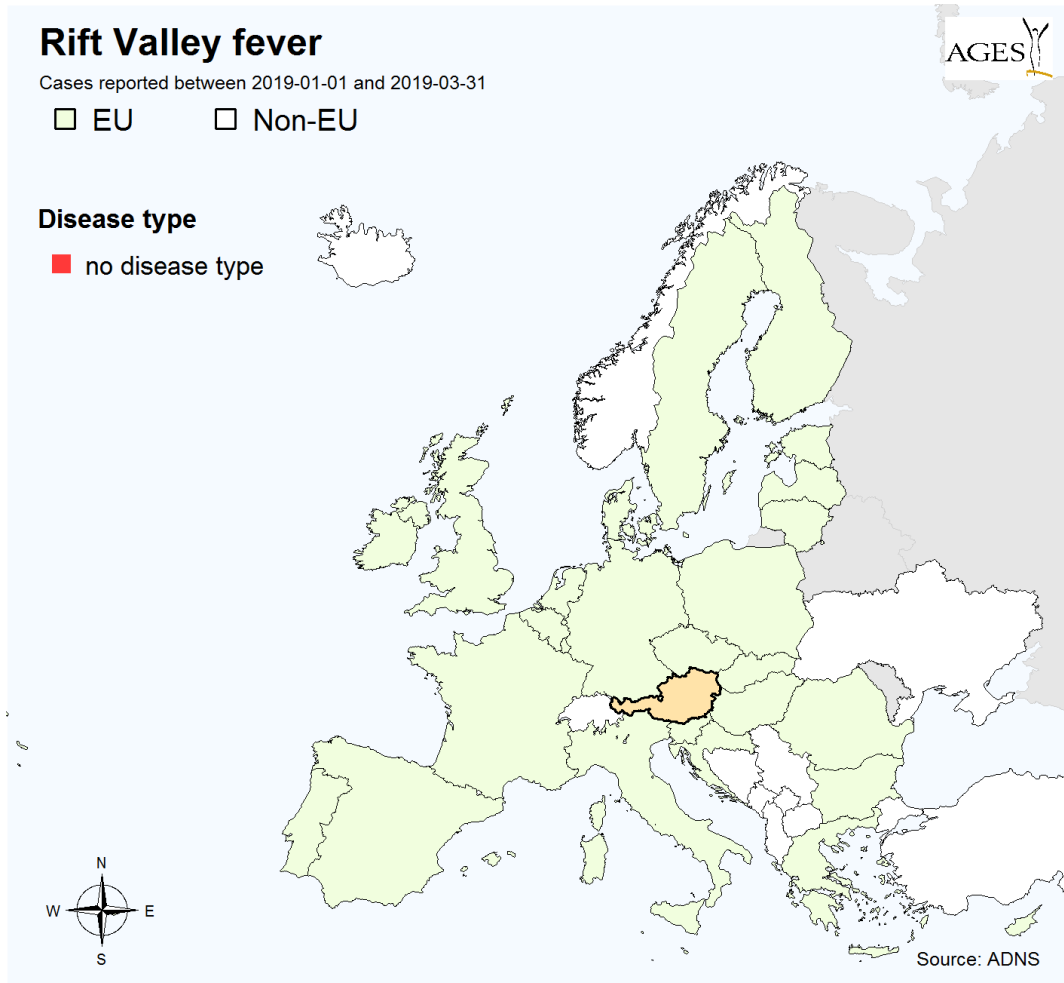 Rift Valley fever
AGES
Cases reported between 2019-01-01 and 2019-03-31
EU Non-EU
Disease type
no disease type
N
W E
S
Source: ADNS